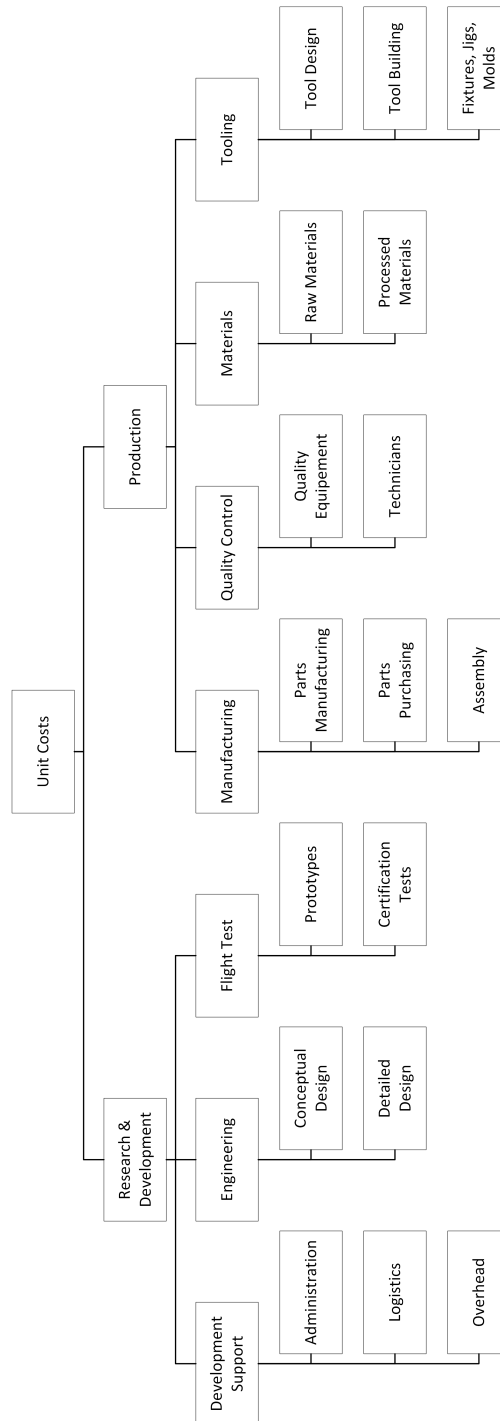 Unit Costs
Research &
Development
Production
Development
Support
Engineering
Flight Test
Manufacturing
Quality Control
Materials
Tooling
Administration
Logistics
Overhead
Conceptual
Design
Detailed
Design
Prototypes
Certification
Tests
Parts
Manufacturing
Parts
Purchasing
Assembly
Quality
Equipement
Technicians
Raw Materials
Processed
Materials
Tool Design
Tool Building
Fixtures, Jigs,
Molds